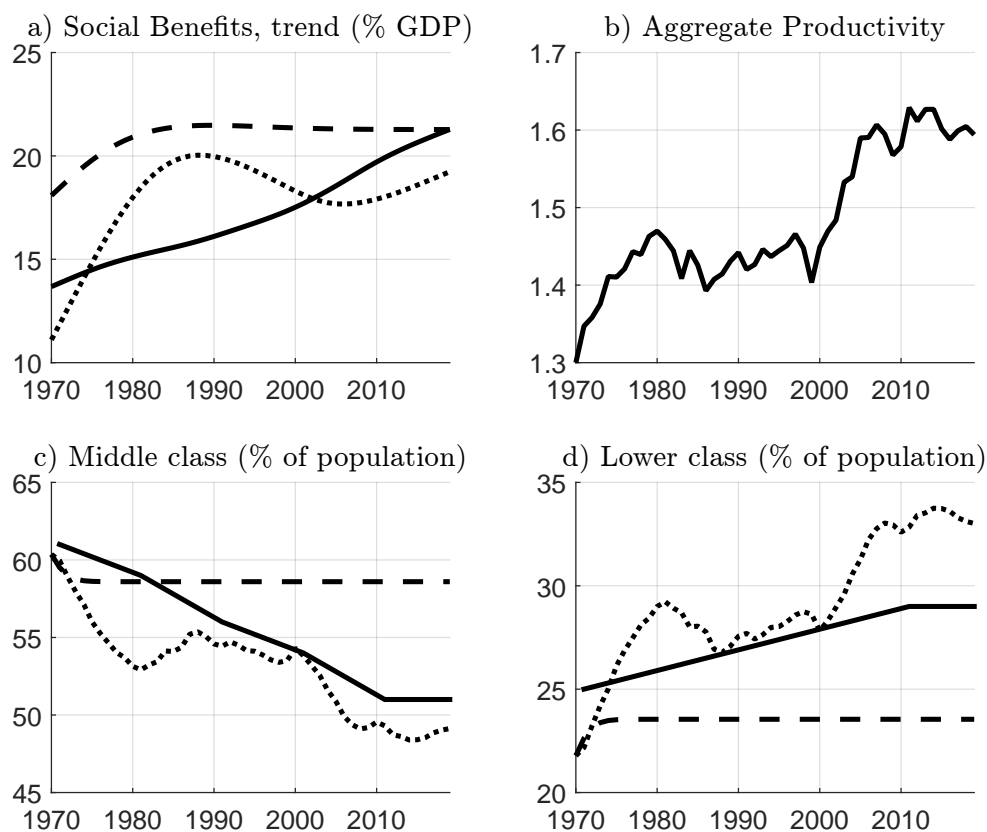 a) Social Benefits, trend (% GDP)
25
20
15
10
1970 1980 1990 2000 2010
b) Aggregate Productivity
1.7
1.6
1.5
1.4
1.3
1970 1980 1990 2000 2010
c) Middle class (% of population)
65
60
55
50
45
1970 1980 1990 2000 2010
d) Lower class (% of population)
35
30
25
20
1970 1980 1990 2000 2010